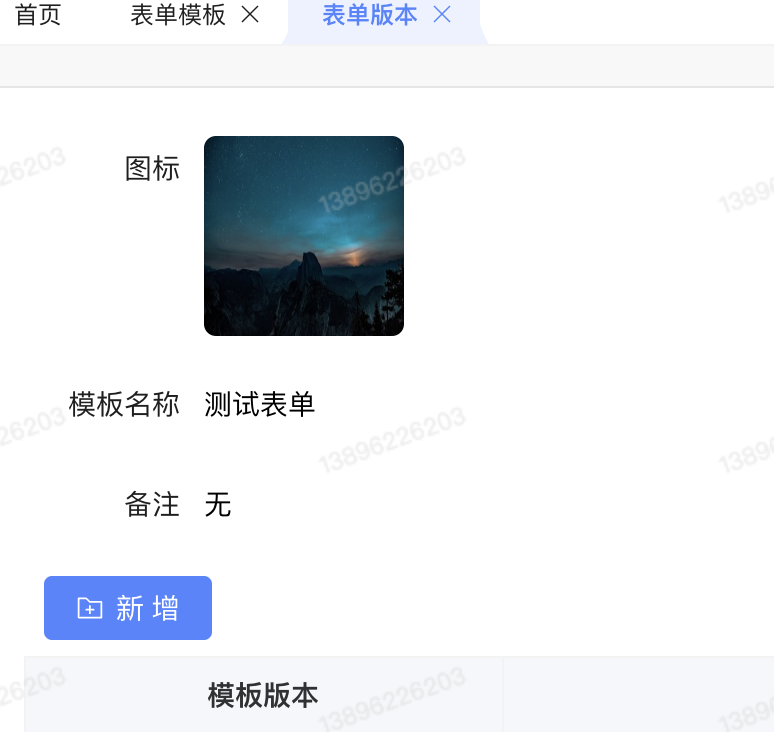 首页 表单模板 表单版本
图标
13896226203
模板名称 测试表单
13896226203
备注 无
新增
模板版本
13896226203